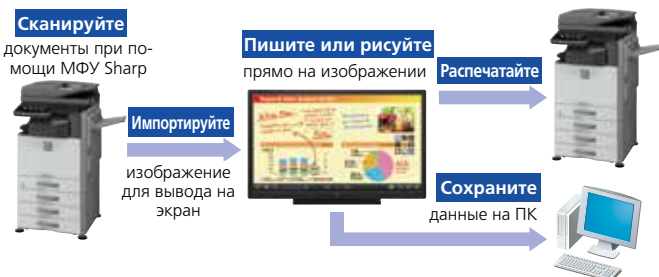 Сканируйте
документы при по-
мощи МФУ Sharp
Импортируйте
изображение
для вывода на
экран
Пишите или рисуйте
прямо на изображении
Распечатайте
Сохраните
данные на ПК